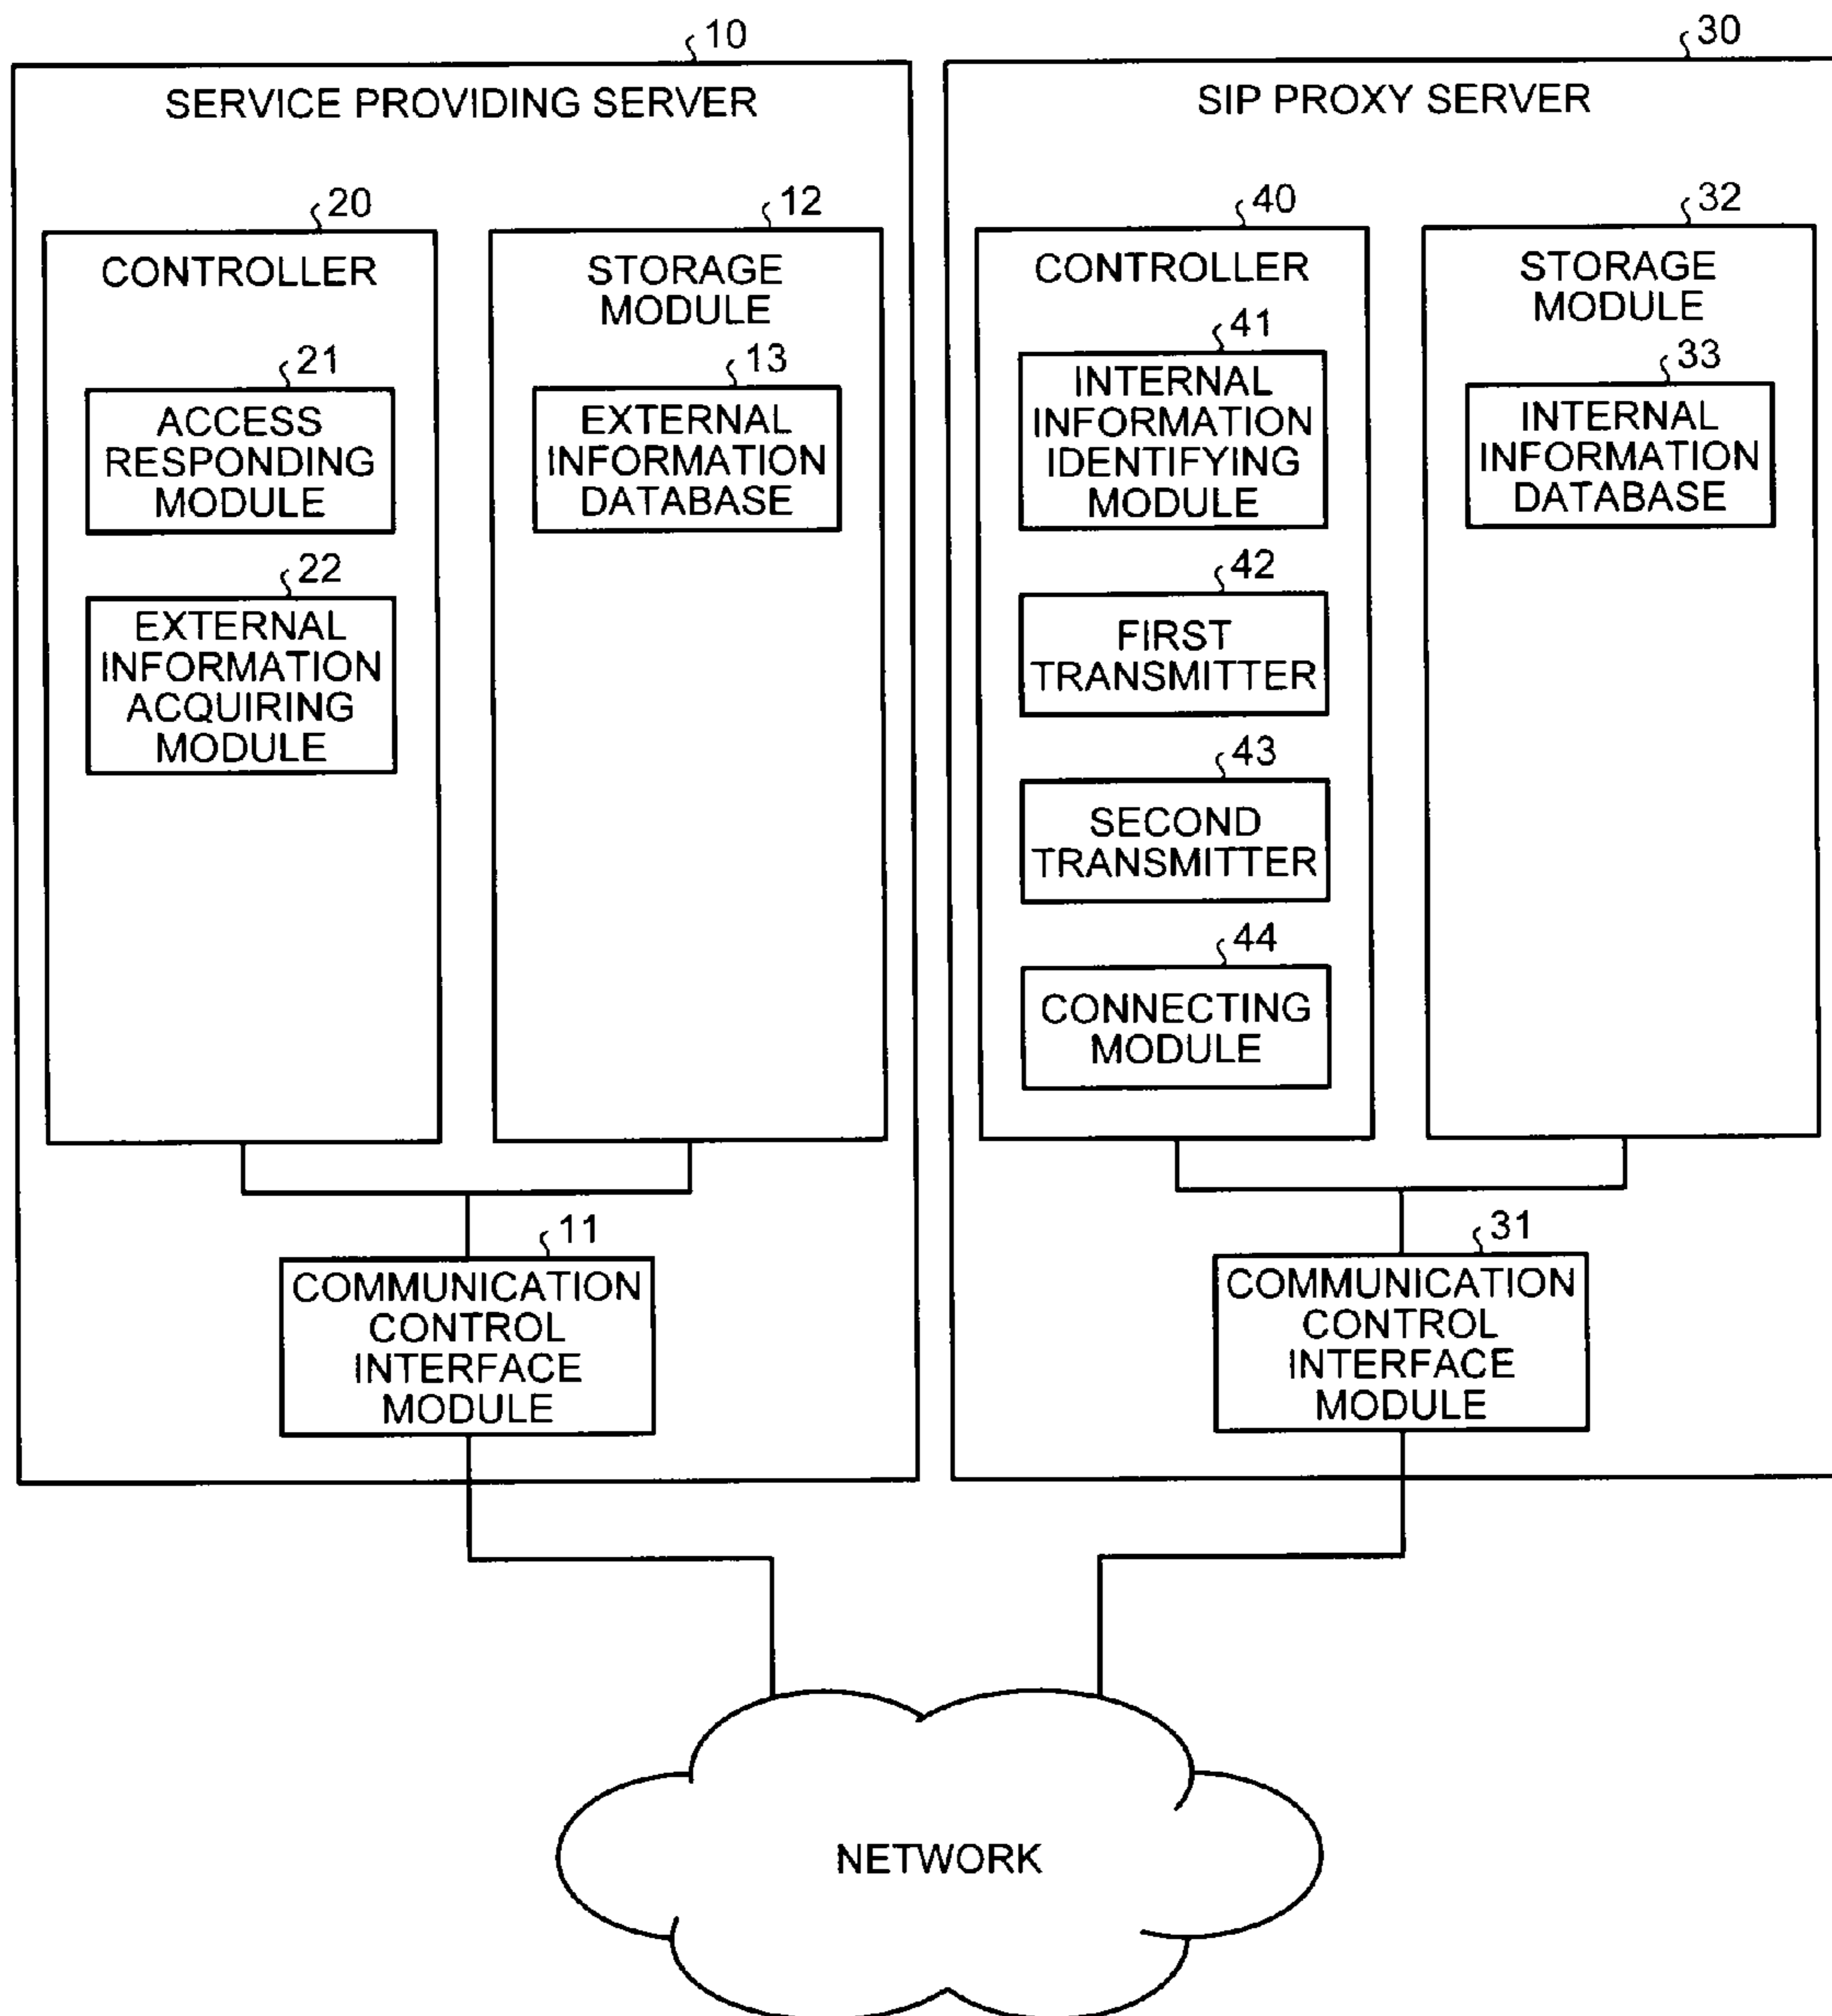 10
SERVICE PROVIDING SERVER
20
CONTROLLER
21
ACCESS
RESPONDING
MODULE
22
EXTERNAL
INFORMATION
ACQUIRING
MODULE
12
STORAGE
MODULE
13
EXTERNAL
INFORMATION
DATABASE
11
COMMUNICATION
CONTROL
INTERFACE
MODULE
30
SIP PROXY SERVER
40
CONTROLLER
41
INTERNAL
INFORMATION
IDENTIFYING
MODULE
42
FIRST
TRANSMITTER
43
SECOND
TRANSMITTER
44
CONNECTING
MODULE
32
STORAGE
MODULE
33
INTERNAL
INFORMATION
DATABASE
31
COMMUNICATION
CONTROL
INTERFACE
MODULE
NETWORK